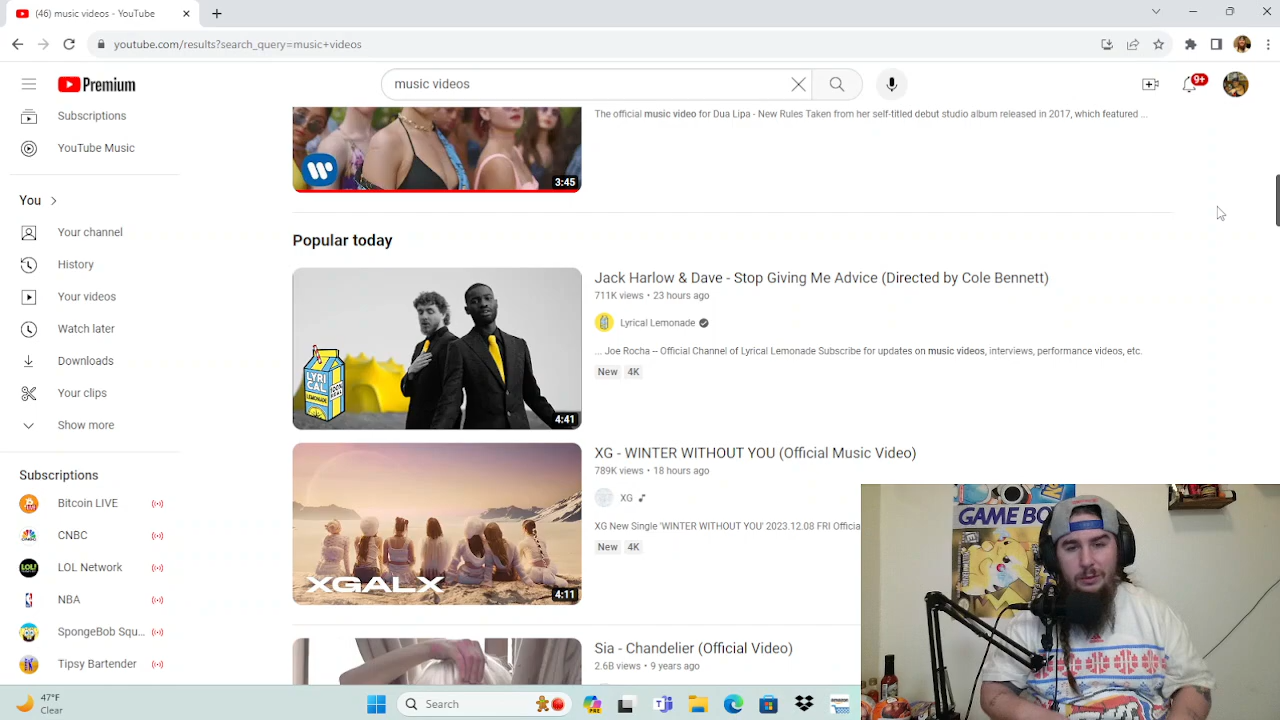 (46) music videos - YouTube
youtube.com/results?search_query=music+videos
Premium
music videos
9+
Subscriptions
YouTube Music
You
Your channel
History
Your videos
Watch later
Downloads
Your clips
Show more
Subscriptions
Bitcoin LIVE
CNBC
LOL Network
NBA
SpongeBob Squ...
Tipsy Bartender
3:45
The official music video for Dua Lipa - New Rules Taken from her self-titled debut studio album released in 2017, which featured ...
Popular today
LYRICAL
LEMONADE
4:41
Jack Harlow & Dave - Stop Giving Me Advice (Directed by Cole Bennett)
711K views • 23 hours ago
Lyrical Lemonade
... Joe Rocha -- Official Channel of Lyrical Lemonade Subscribe for updates on music videos, interviews, performance videos, etc.
New 4K
XGALX
4:11
XG - WINTER WITHOUT YOU (Official Music Video)
789K views • 18 hours ago
XG
XG New Single 'WINTER WITHOUT YOU' 2023.12.08 FRI Officia
New 4K
Sia - Chandelier (Official Video)
2.6B views • 9 years ago
GAME BO
47°F
Clear
Search
PRE